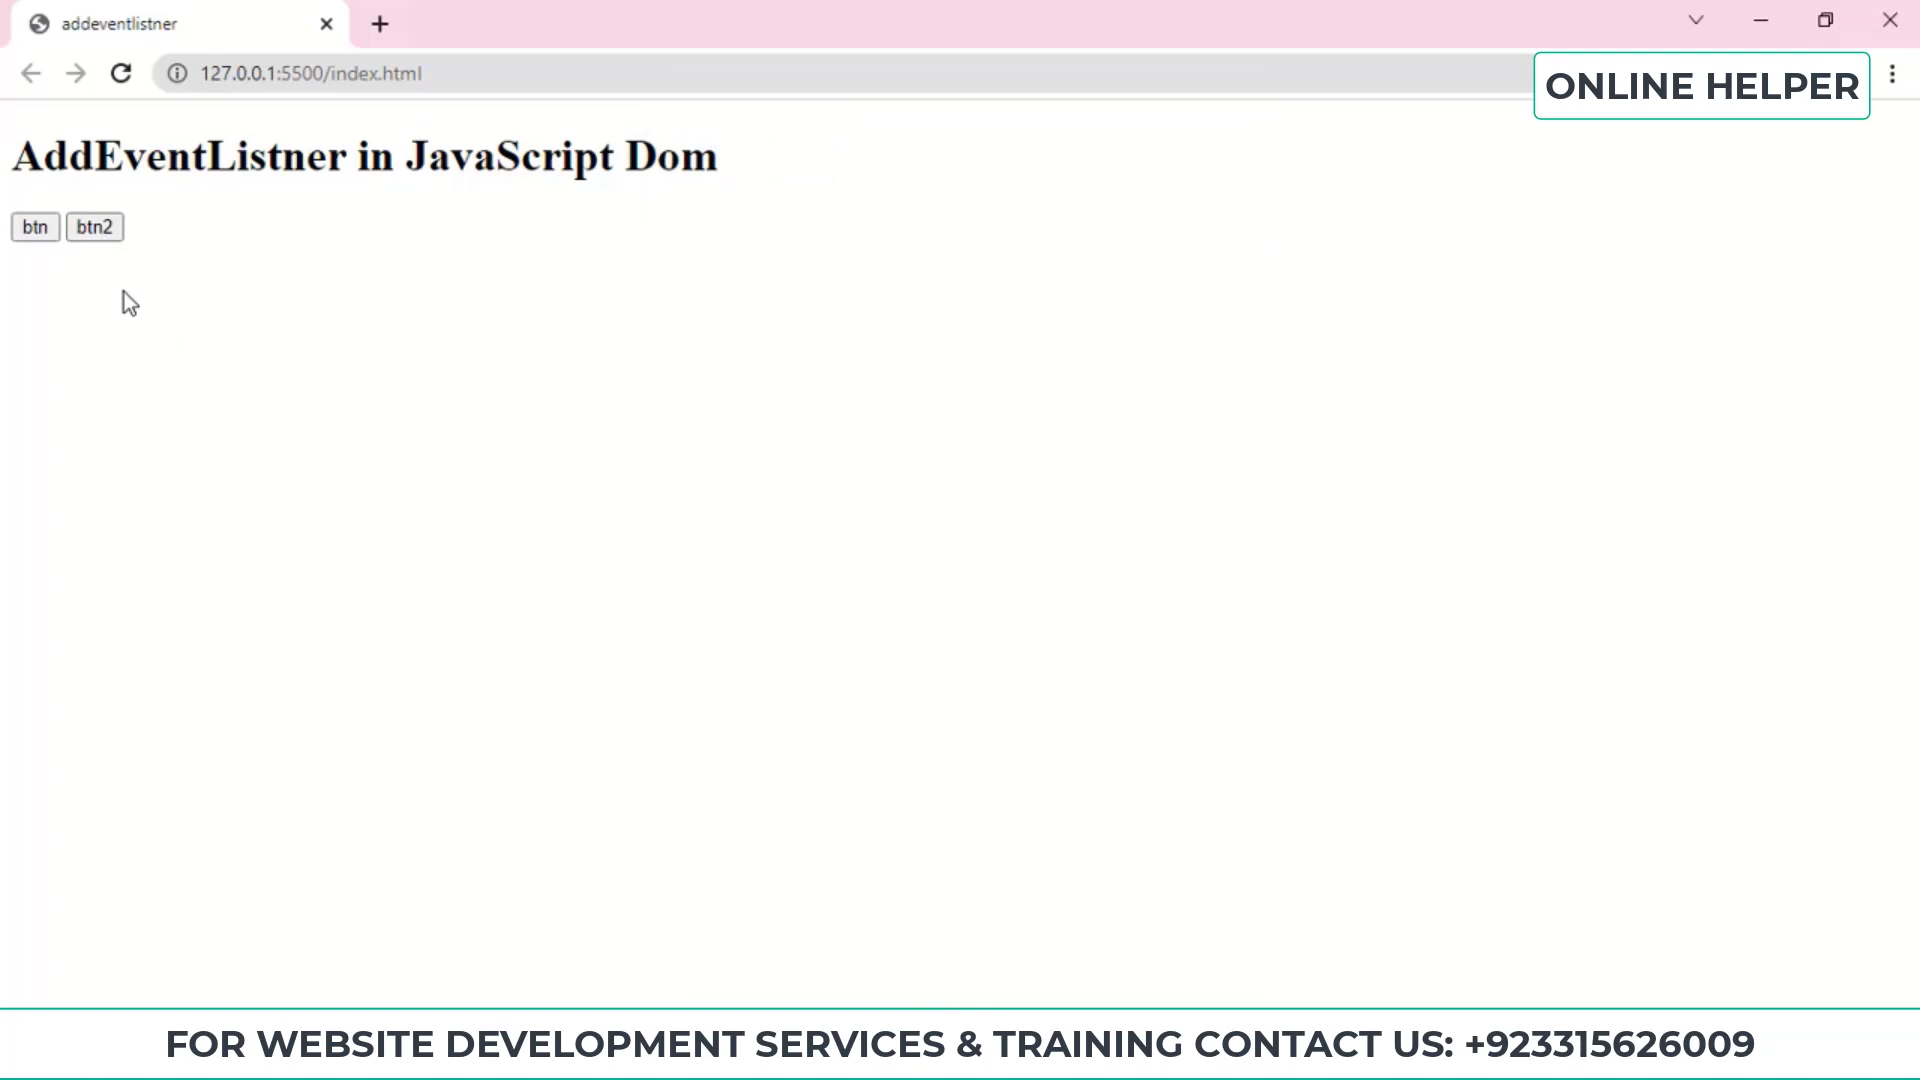 addeventlistner
127.0.0.1:5500/index.html
ONLINE HELPER
AddEventListner in JavaScript Dom
btn btn2
FOR WEBSITE DEVELOPMENT SERVICES & TRAINING CONTACT US: +923315626009